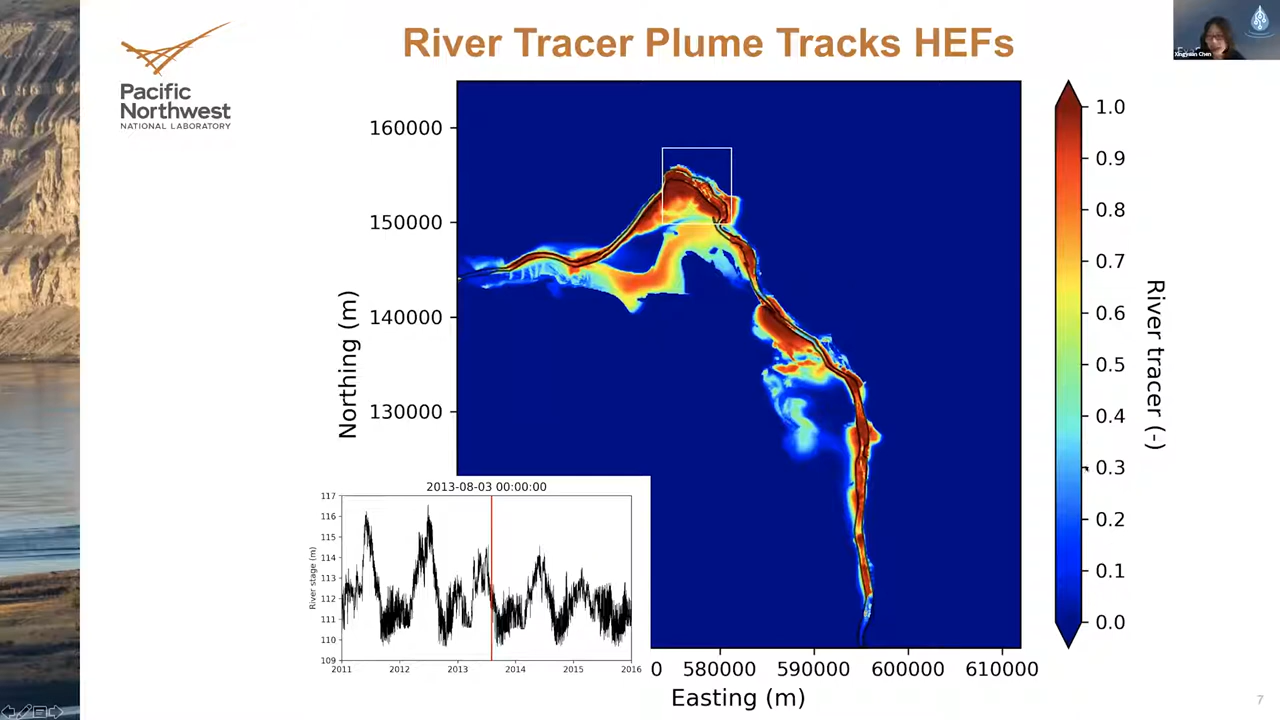 River Tracer Plume Tracks HEFs
Pacific
Northwest
NATIONAL LABORATORY
Xingyuan Chen
160000
150000
140000
130000
Northing (m)
1.0
0.9
0.8
0.7
0.6
0.5
0.4
0.3
0.2
0.1
0.0
River tracer (-)
2013-08-03 00:00:00
117
116
115
114
113
112
111
110
109
River stage (m)
2011 2012 2013 2014 2015 2016
0 580000 590000 600000 610000
Easting (m)
7